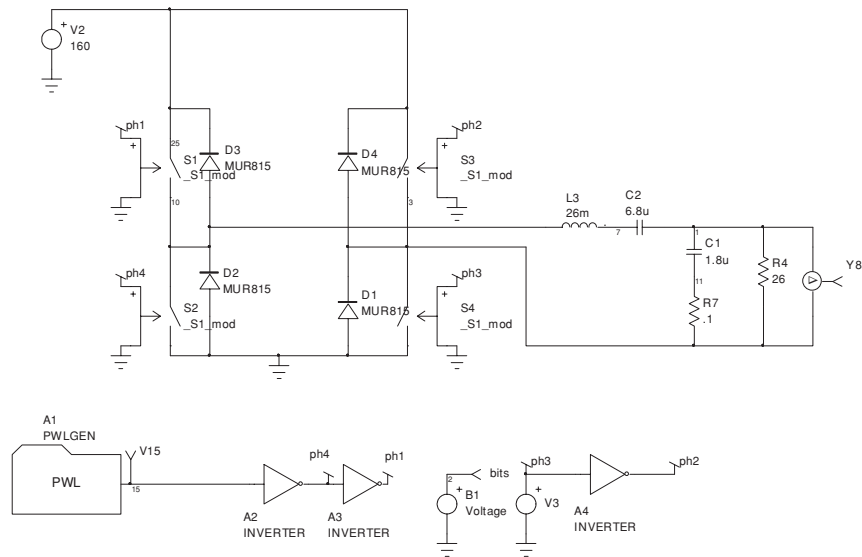 V2
160
ph1
+
25
S1
_S1_mod
10
D3
MUR815
D4
MUR815
ph2
+
S3
_S1_mod
3
L3
26m
7
C2
6.8u
1
C1
1.8u
11
R7
.1
R4
26
Y8
ph4
+
S2
_S1_mod
D2
MUR815
D1
MUR815
ph3
+
S4
_S1_mod
A1
PWLGEN
PWL
V15
15
A2
INVERTER
ph4
A3
INVERTER
ph1
2
bits
+
B1
Voltage
ph3
+
V3
A4
INVERTER
ph2